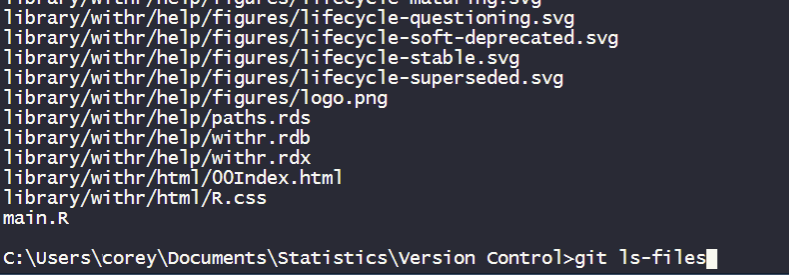 library/withr/help/figures/lifecycle-maturing.svg
library/withr/help/figures/lifecycle-questioning.svg
library/withr/help/figures/lifecycle-soft-deprecated.svg
library/withr/help/figures/lifecycle-stable.svg
library/withr/help/figures/lifecycle-superseded.svg
library/withr/help/figures/logo.png
library/withr/help/paths.rds
library/withr/help/withr.rdb
library/withr/help/withr.rdx
library/withr/html/00Index.html
library/withr/html/R.css
main.R
C:\Users\corey\Documents\Statistics\Version Control>git ls-files